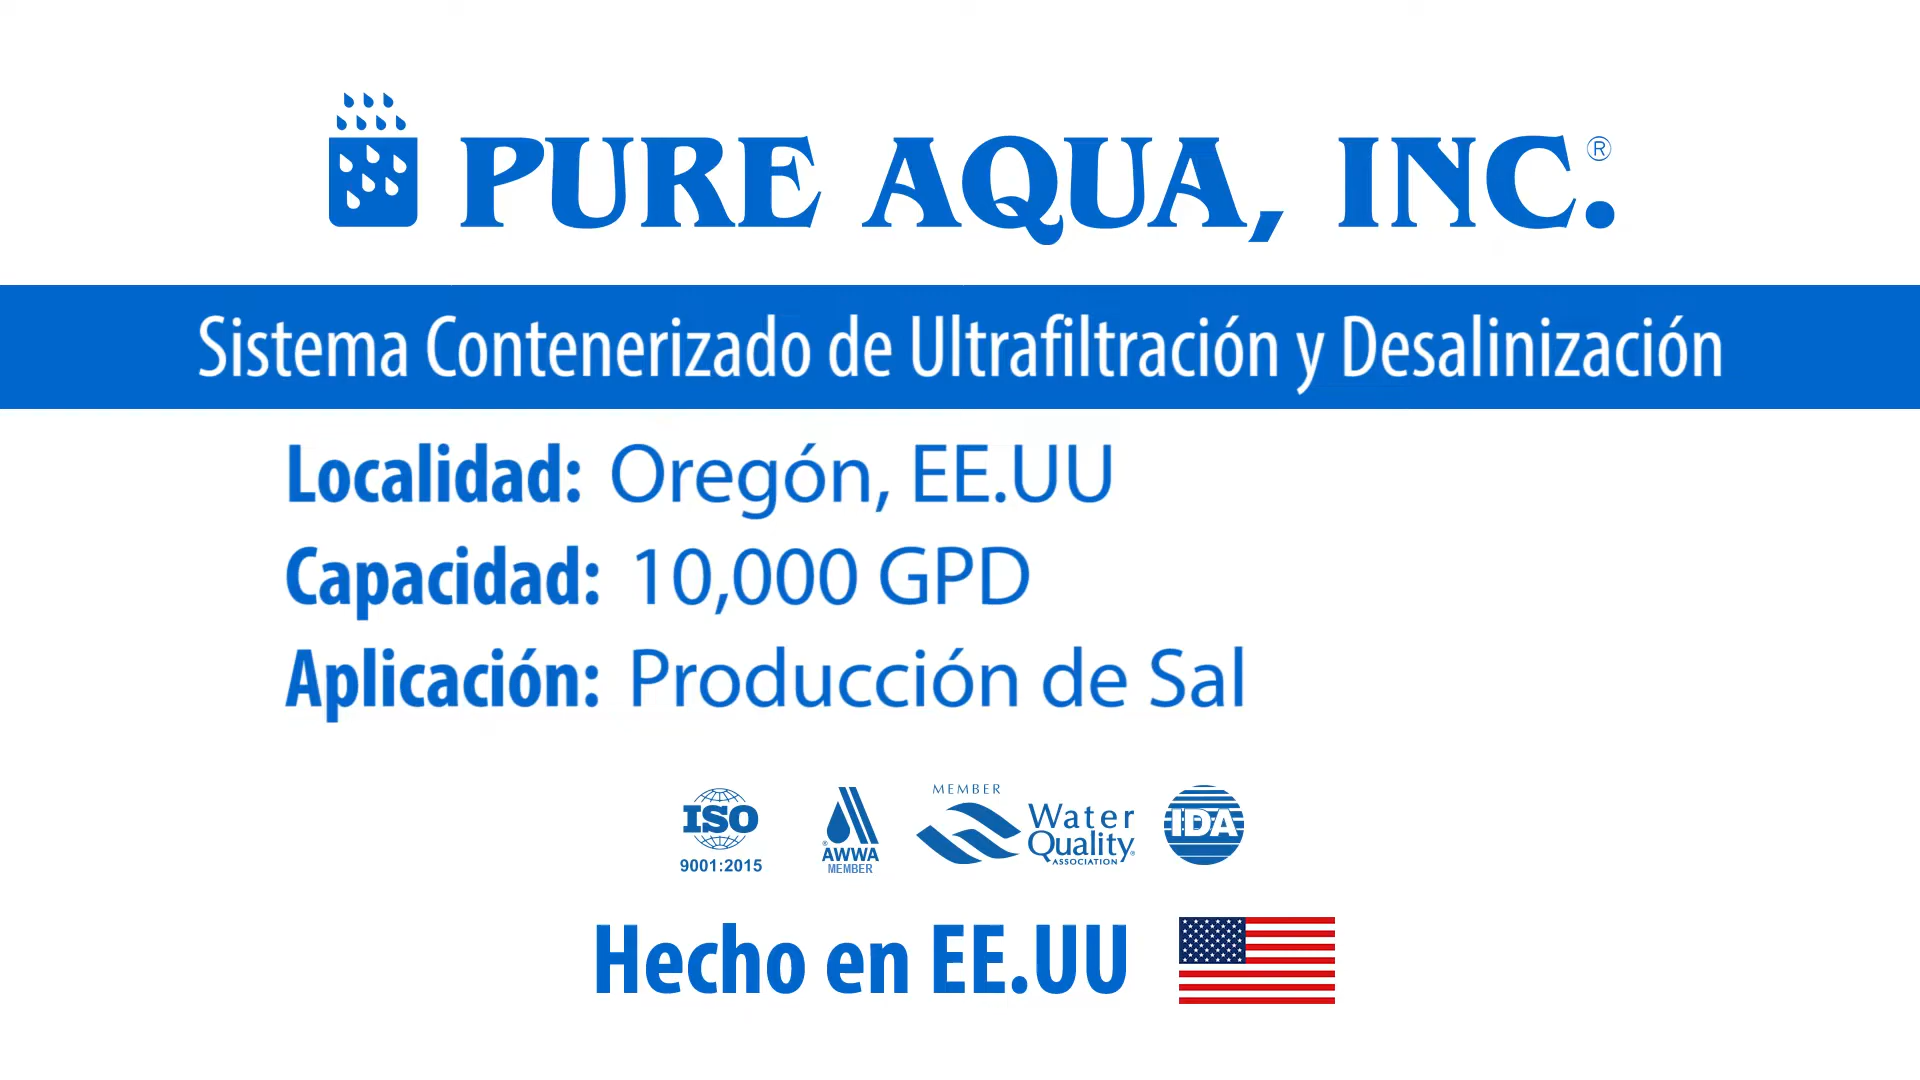 PURE AQUA, INC.®
Sistema Contenerizado de Ultrafiltración y Desalinización
Localidad: Oregón, EE.UU
Capacidad: 10,000 GPD
Aplicación: Producción de Sal
ISO
9001:2015
AWWA
MEMBER
MEMBER
Water
Quality
ASSOCIATION
IDA
Hecho en EE.UU